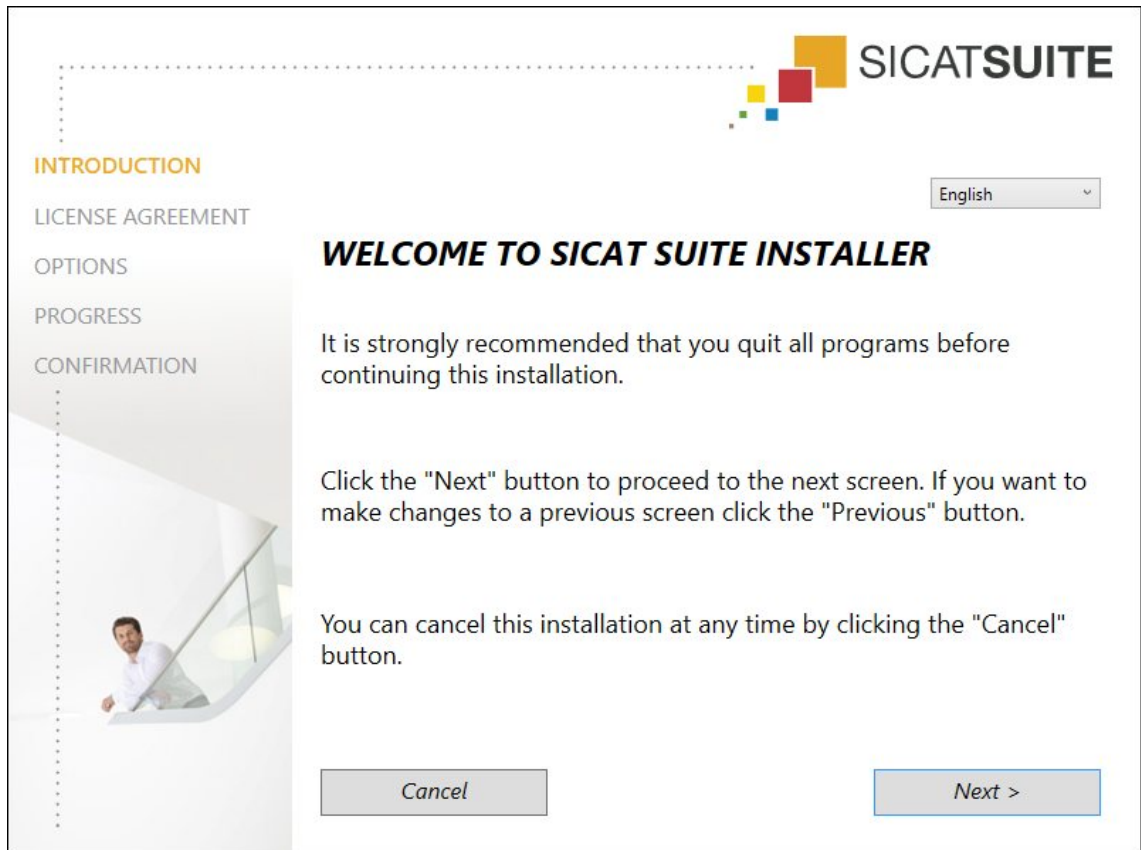 SICATSUITE
INTRODUCTION
LICENSE AGREEMENT
OPTIONS
PROGRESS
CONFIRMATION
English
WELCOME TO SICAT SUITE INSTALLER
It is strongly recommended that you quit all programs before
continuing this installation.
Click the "Next" button to proceed to the next screen. If you want to
make changes to a previous screen click the "Previous" button.
You can cancel this installation at any time by clicking the "Cancel"
button.
Cancel
Next >